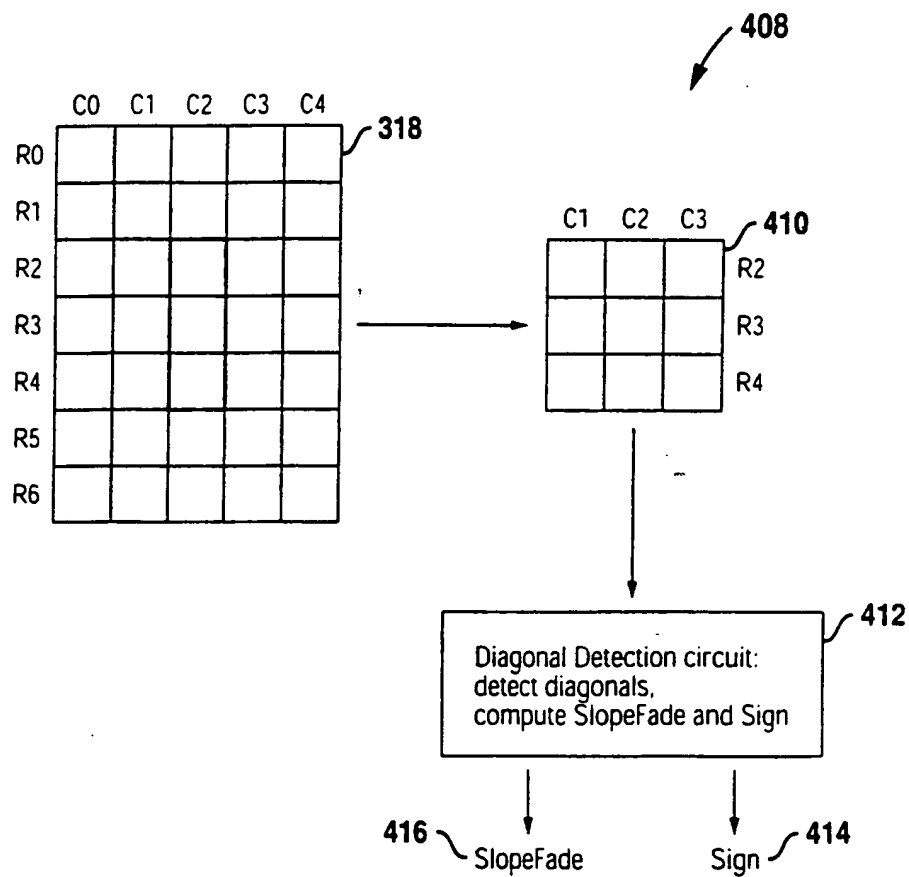 408
C0 C1 C2 C3 C4
318
R0
R1
R2
R3
R4
R5
R6
C1 C2 C3
410
R2
R3
R4
412
Diagonal Detection circuit:
detect diagonals,
compute SlopeFade and Sign
416
SlopeFade
Sign
414